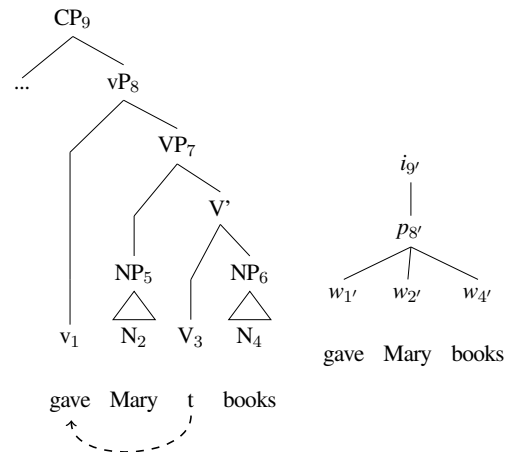 CP₉
... vP₈
VP₇
i₉′
V'
p₈′
NP₅ NP₆
w₁′ w₂′ w₄′
v₁ N₂ V₃ N₄
gave Mary books
gave Mary t books